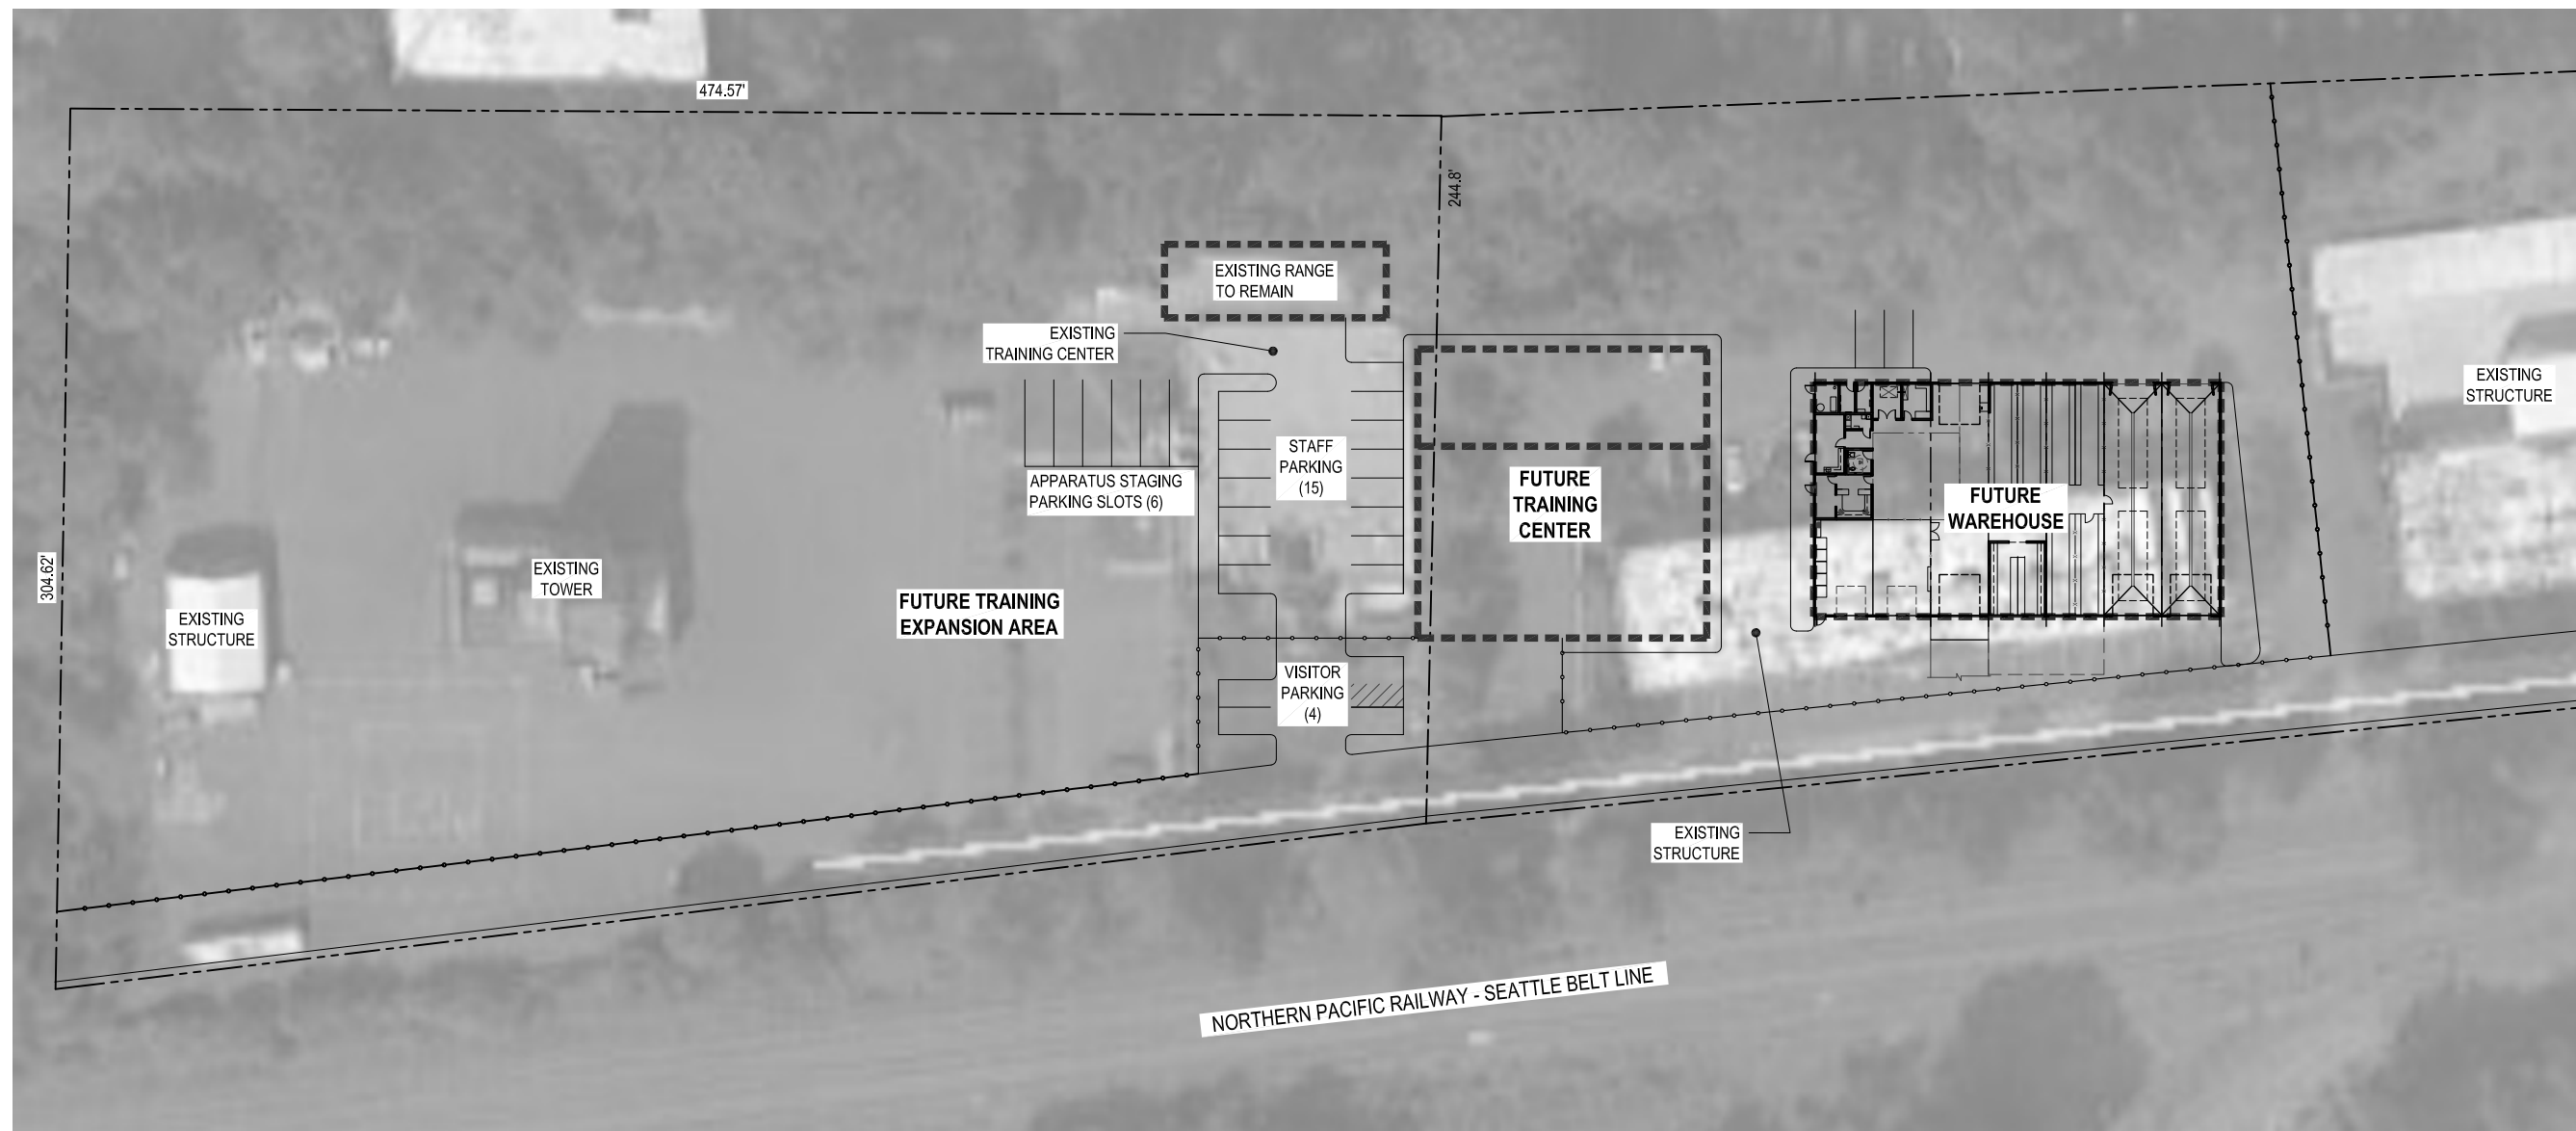 474.57'
244.8'
EXISTING RANGE
TO REMAIN
EXISTING
TRAINING CENTER
EXISTING
STRUCTURE
STAFF
PARKING
(15)
APPARATUS STAGING
PARKING SLOTS (6)
FUTURE
TRAINING
CENTER
FUTURE
WAREHOUSE
304.62'
EXISTING
TOWER
EXISTING
STRUCTURE
FUTURE TRAINING
EXPANSION AREA
VISITOR
PARKING
(4)
EXISTING
STRUCTURE
NORTHERN PACIFIC RAILWAY - SEATTLE BELT LINE